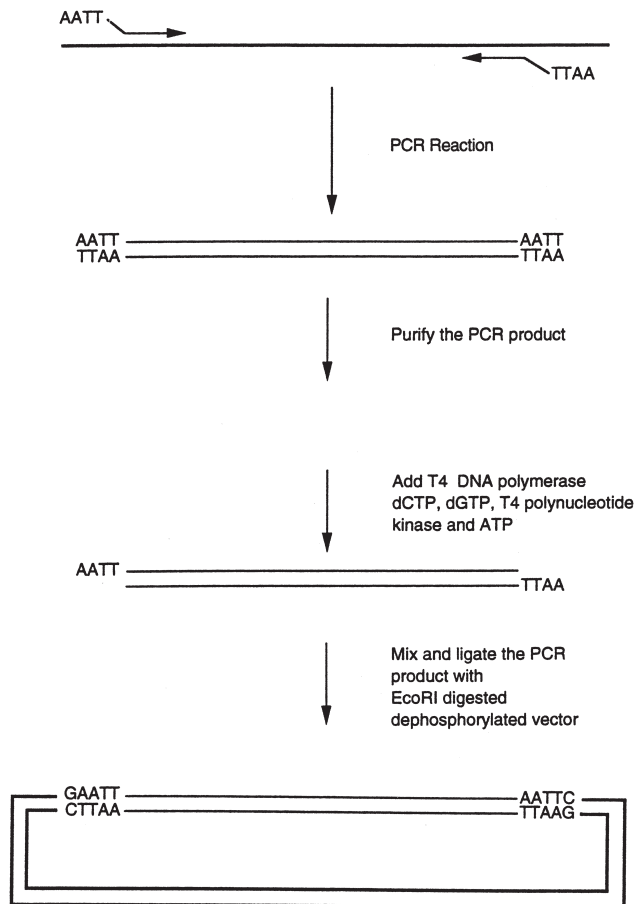 AATT
TTAA
PCR Reaction
AATT AATT
TTAA TTAA
Purify the PCR product
Add T4 DNA polymerase
dCTP, dGTP, T4 polynucleotide
kinase and ATP
AATT
TTAA
Mix and ligate the PCR
product with
EcoRI digested
dephosphorylated vector
GAATT AATTC
CTTAA TTAAG